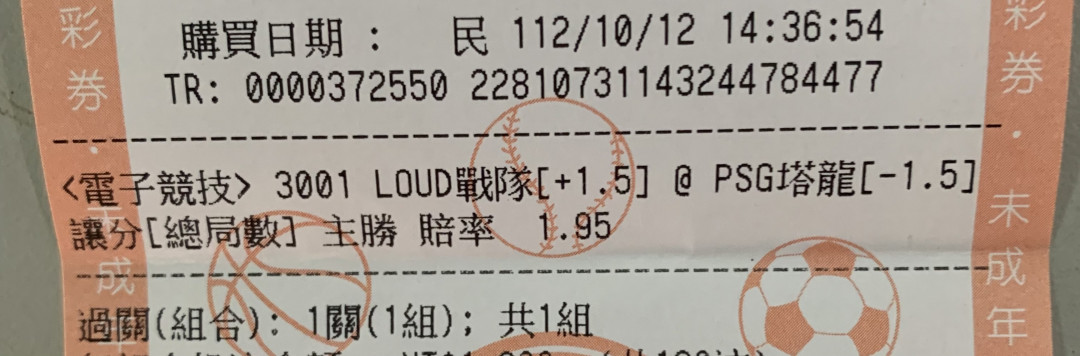 購買日期 : 民 112/10/12 14:36:54
TR: 0000372550 22810731143244784477
<電子競技> 3001 LOUD戰隊[+1.5] @ PSG塔龍[-1.5]
讓分[總局數] 主勝 賠率 1.95
過關(組合): 1關(1組); 共1組
彩券·未成
彩券·未成年